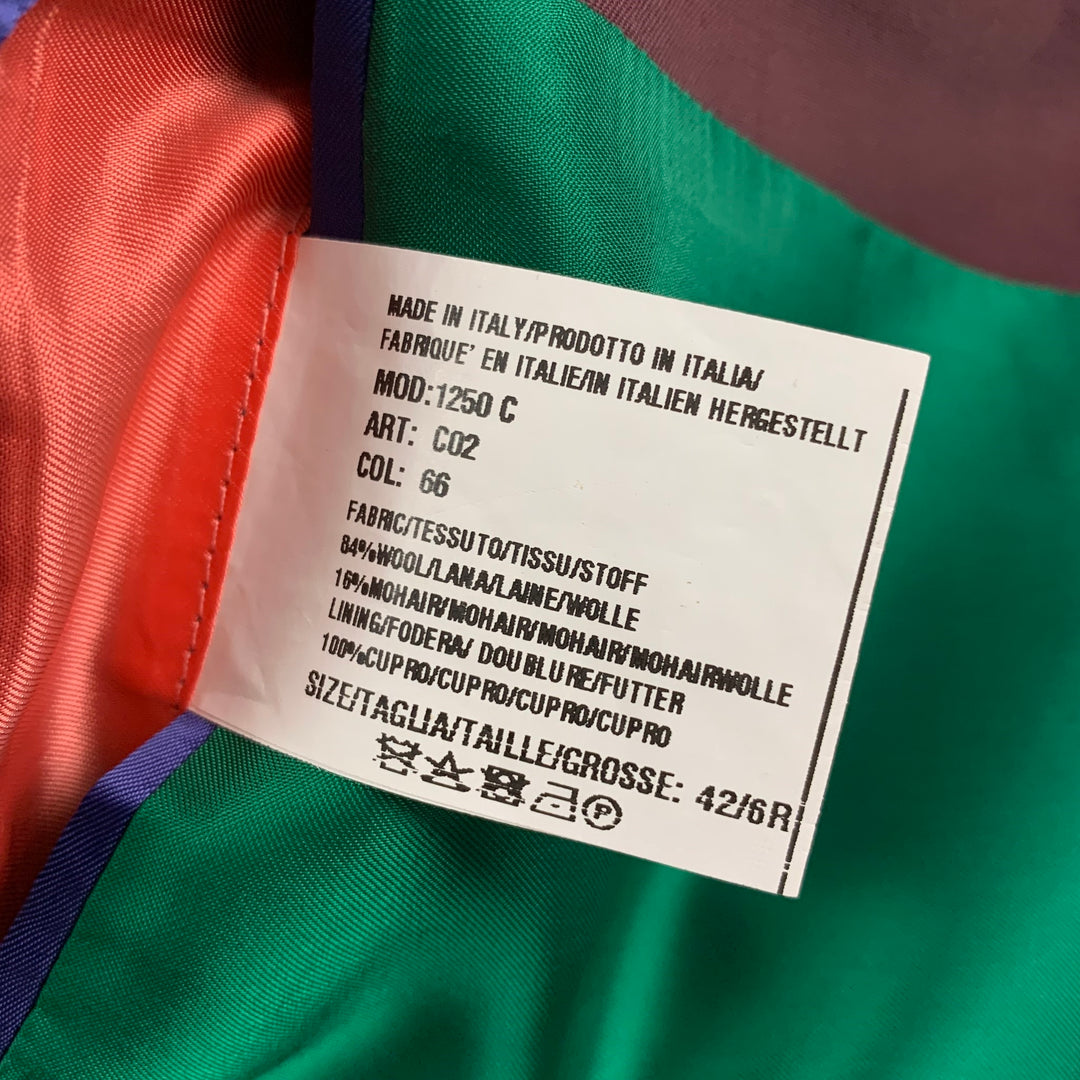 MADE IN ITALY/PRODOTTO IN ITALIA/
FABRIQUE' EN ITALIE/IN ITALIEN HERGESTELLT
MOD:1250 C
ART: C02
COL: 66
FABRIC/TESSUTO/TISSU/STOFF
84%WOOL/LANA/LAINE/WOLLE
16%MOHAIR/MOHAIR/MOHAIR/MOHAIRWOLLE
LINING/FODERA/ DOUBLURE/FUTTER
100%CUPRO/CUPRO/CUPRO/CUPRO
SIZE/TAGLIA/TAILLE/GROSSE: 42/6R
P